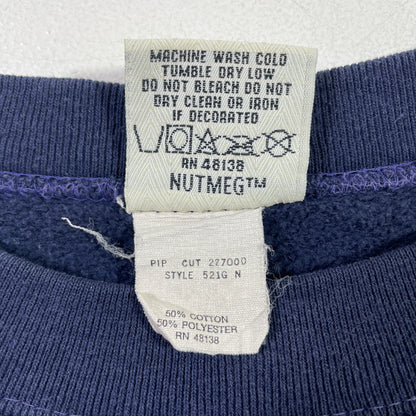 MACHINE WASH COLD
TUMBLE DRY LOW
DO NOT BLEACH DO NOT
DRY CLEAN OR IRON
IF DECORATED
RN 48138
NUTMEG™
PIP CUT 227000
STYLE 521G N
50% COTTON
50% POLYESTER
RN 48138